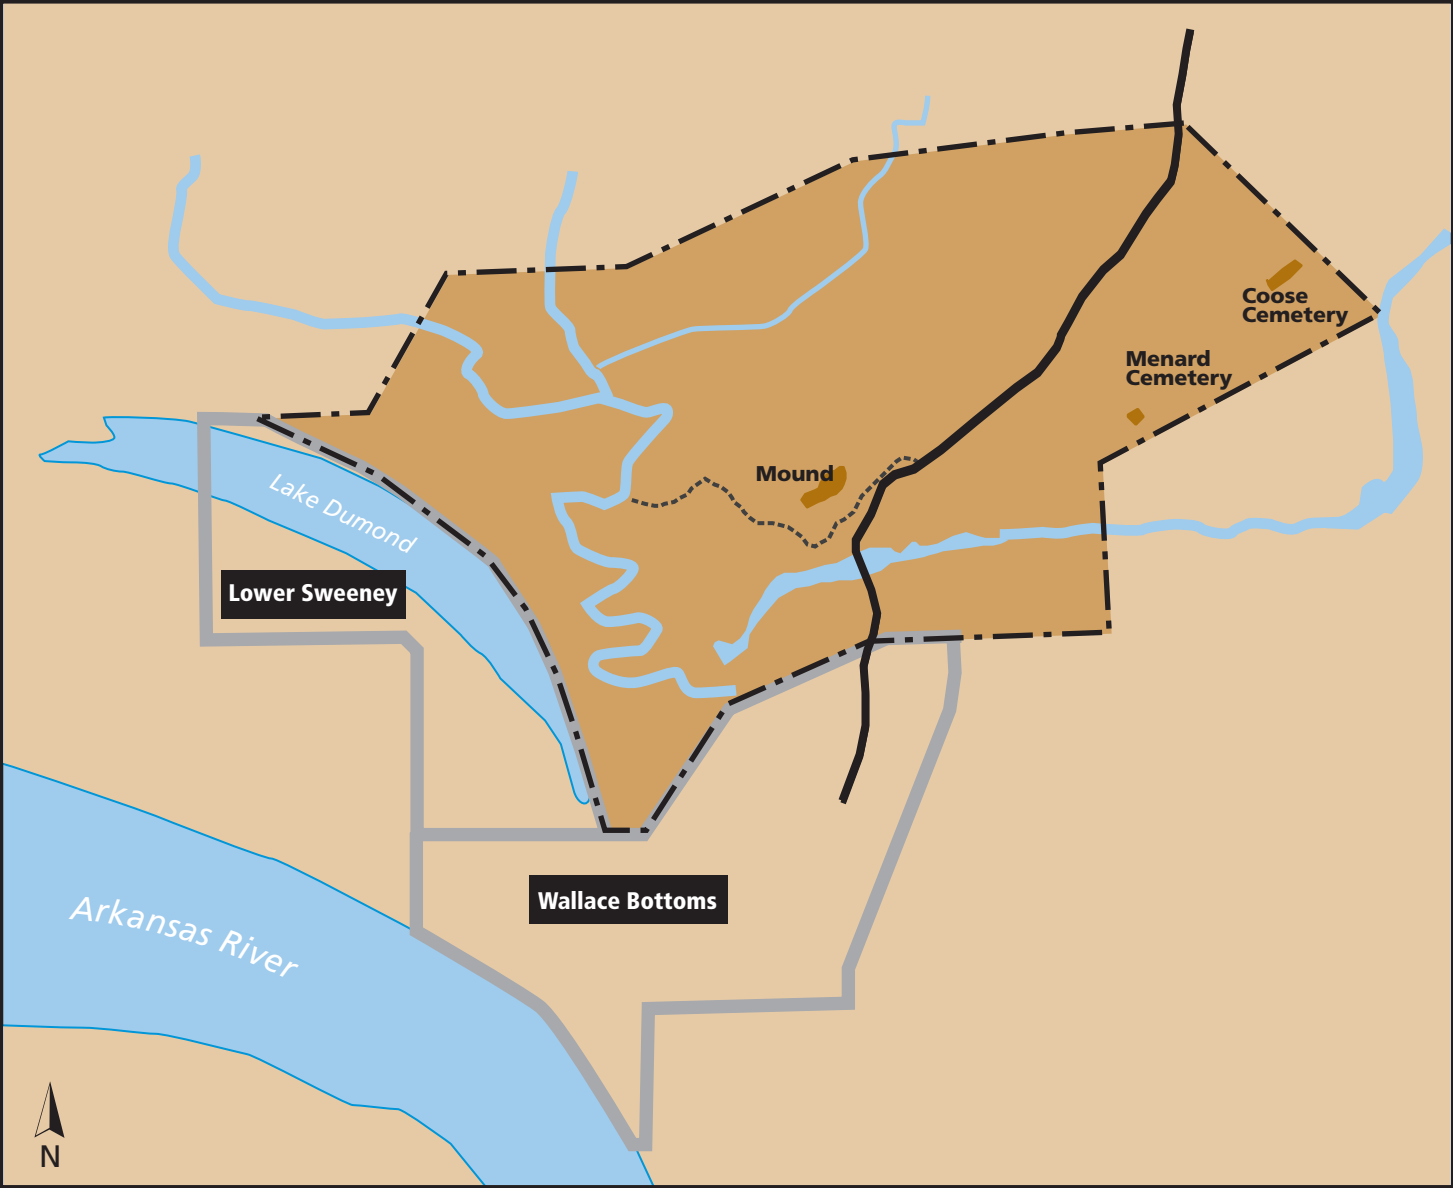 Coose
Cemetery
Menard
Cemetery
Mound
Lake Dumond
Lower Sweeney
Wallace Bottoms
Arkansas River
N